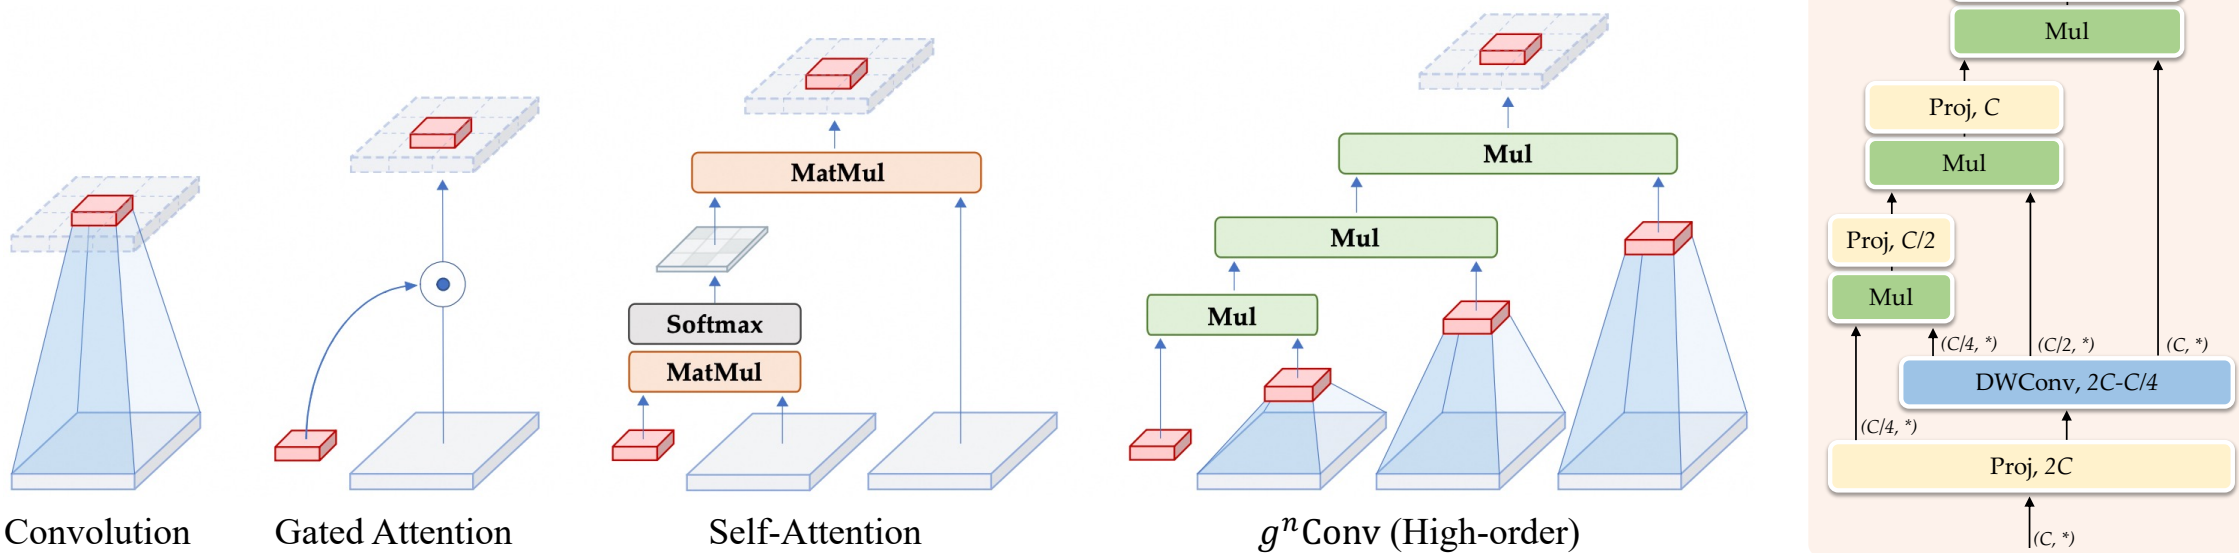 MatMul
Softmax
MatMul
Mul
Mul
Mul
Convolution
Gated Attention
Self-Attention
gⁿConv (High-order)
Mul
Proj, C
Mul
Proj, C/2
Mul
(C/4, *)
(C/2, *)
(C, *)
DWConv, 2C-C/4
(C/4, *)
Proj, 2C
(C, *)